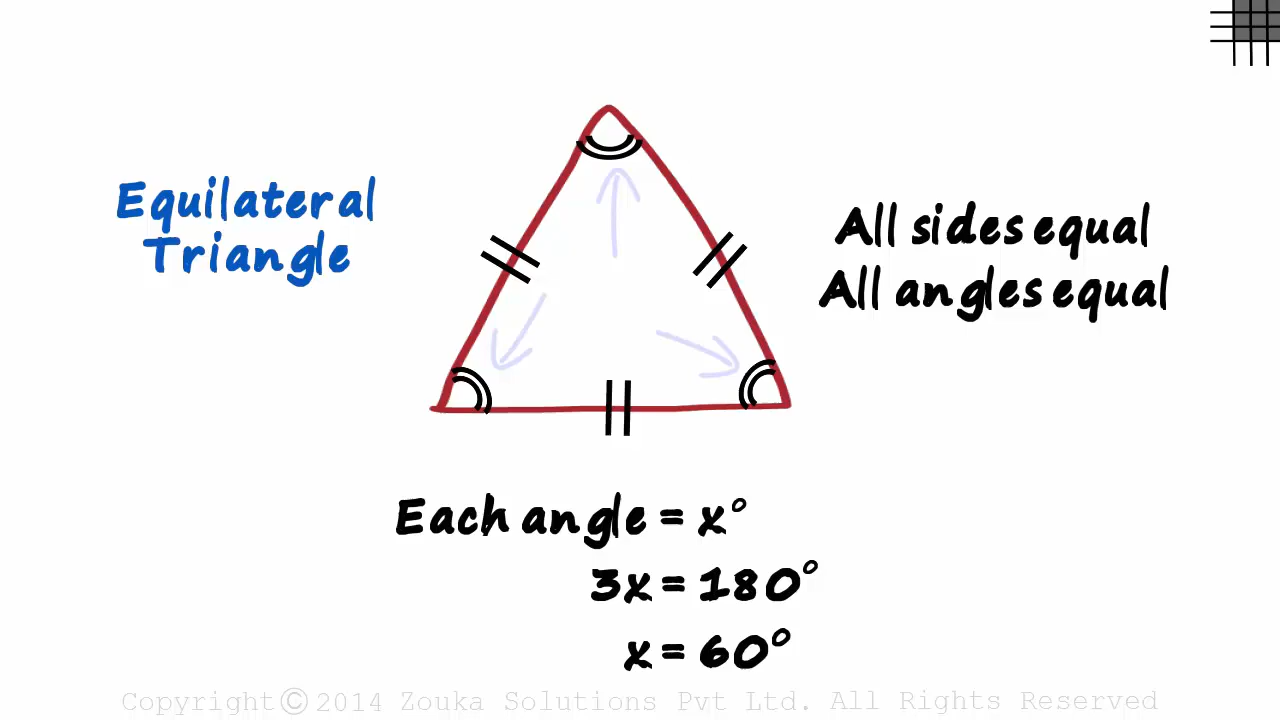 Equilateral
Triangle
All sides equal
All angles equal
Each angle = x°
3x = 180°
x = 60°
Copyright © 2014 Zouka Solutions Pvt Ltd. All Rights Reserved